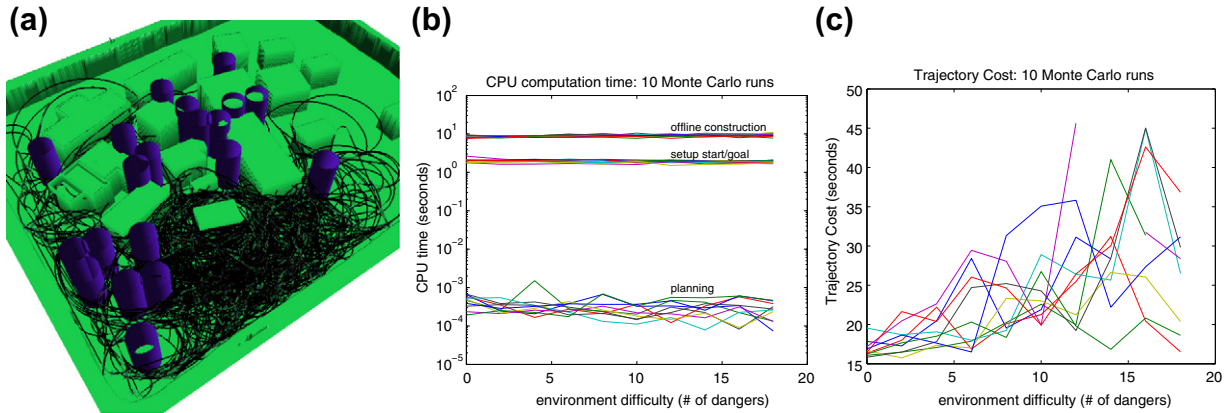 (a)
(b)
CPU computation time: 10 Monte Carlo runs
CPU time (seconds)
10^2
10^1
10^0
10^-1
10^-2
10^-3
10^-4
10^-5
offline construction
setup start/goal
planning
0 5 10 15 20
environment difficulty (# of dangers)
(c)
Trajectory Cost: 10 Monte Carlo runs
Trajectory Cost (seconds)
50
45
40
35
30
25
20
15
0 5 10 15 20
environment difficulty (# of dangers)